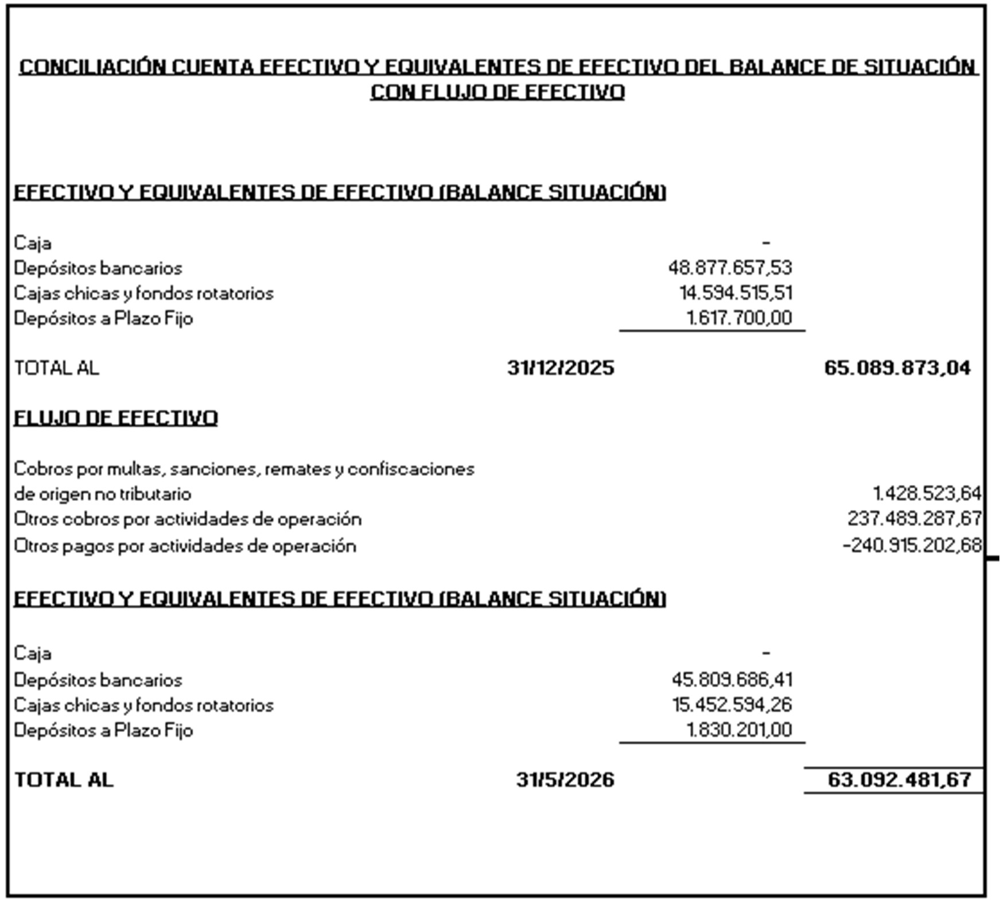 CONCILIACIÓN CUENTA EFECTIVO Y EQUIVALENTES DE EFECTIVO DEL BALANCE DE SITUACIÓN
CON FLUJO DE EFECTIVO
EFECTIVO Y EQUIVALENTES DE EFECTIVO (BALANCE SITUACIÓN)
Caja -
Depósitos bancarios 48.877.657,53
Cajas chicas y fondos rotatorios 14.594.515,51
Depósitos a Plazo Fijo 1.617.700,00
TOTAL AL 31/12/2025 65.089.873,04
FLUJO DE EFECTIVO
Cobros por multas, sanciones, remates y confiscaciones
de origen no tributario 1.428.523,64
Otros cobros por actividades de operación 237.489.287,67
Otros pagos por actividades de operación -240.915.202,68
EFECTIVO Y EQUIVALENTES DE EFECTIVO (BALANCE SITUACIÓN)
Caja -
Depósitos bancarios 45.809.686,41
Cajas chicas y fondos rotatorios 15.452.594,26
Depósitos a Plazo Fijo 1.830.201,00
TOTAL AL 31/5/2026 63.092.481,67